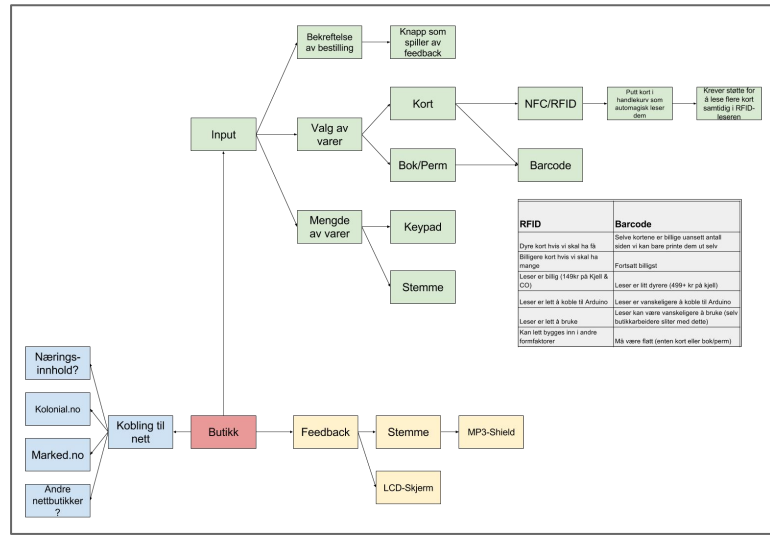 Bekreftelse
av bestilling
Knapp som
spiller av
feedback
Input
Valg av
varer
Kort
NFC/RFID
Putt kort i
handlekurv som
automagisk leser
dem
Krever støtte for
å lese flere kort
samtidig i RFID-
leseren
Bok/Perm
Barcode
Mengde
av varer
Keypad
Stemme
RFID
Barcode
Dyre kort hvis vi skal ha få
Selve kortene er billige uansett antall
siden vi kan bare printe dem ut selv
Billigere kort hvis vi skal ha
mange
Fortsatt billigst
Leser er billig (149kr på Kjell &
CO)
Leser er litt dyrere (499+ kr på kjell)
Leser er lett å koble til Arduino
Leser er vanskeligere å koble til Arduino
Leser er lett å bruke
Leser kan være vanskeligere å bruke (selv
butikkarbeidere sliter med dette)
Kan lett bygges inn i andre
formfaktorer
Må være flatt (enten kort eller bok/perm)
Nærings-
innhold?
Kolonial.no
Marked.no
Andre
nettbutikker
?
Kobling til
nett
Butikk
Feedback
Stemme
MP3-Shield
LCD-Skjerm